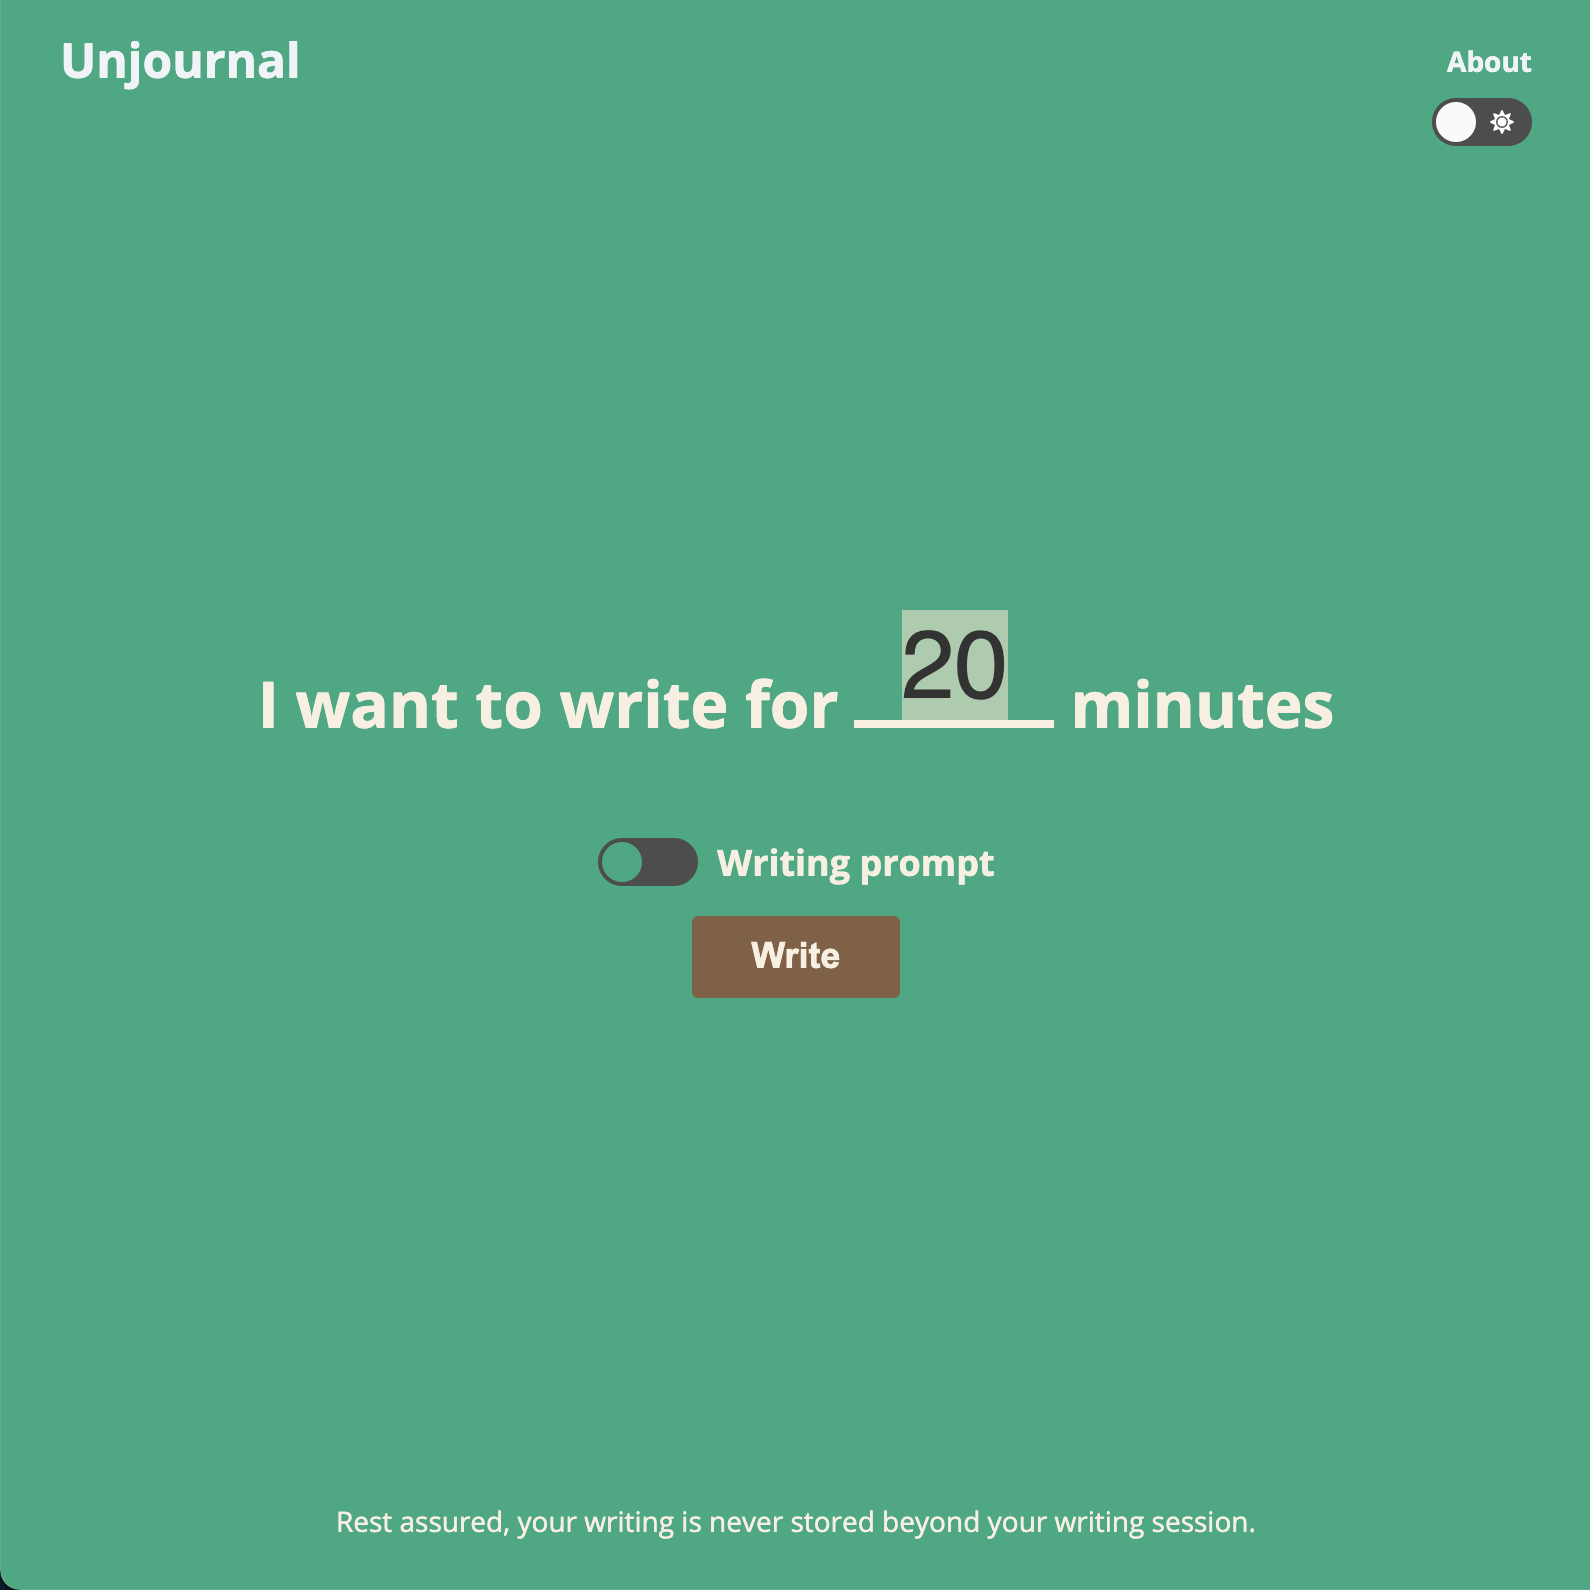 Unjournal
About
I want to write for 20 minutes
Writing prompt
Write
Rest assured, your writing is never stored beyond your writing session.